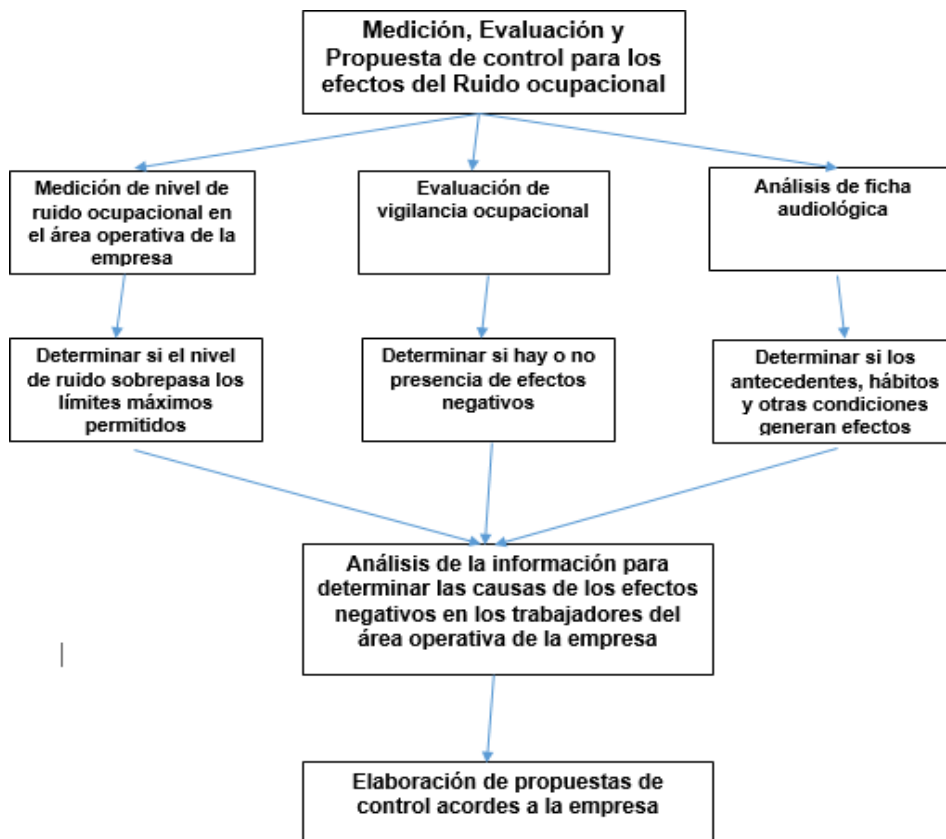 Medición, Evaluación y
Propuesta de control para los
efectos del Ruido ocupacional
Medición de nivel de
ruido ocupacional en
el área operativa de la
empresa
Evaluación de
vigilancia ocupacional
Análisis de ficha
audiológica
Determinar si el nivel
de ruido sobrepasa los
límites máximos
permitidos
Determinar si hay o no
presencia de efectos
negativos
Determinar si los
antecedentes, hábitos
y otras condiciones
generan efectos
Análisis de la información para
determinar las causas de los efectos
negativos en los trabajadores del
área operativa de la empresa
Elaboración de propuestas de
control acordes a la empresa